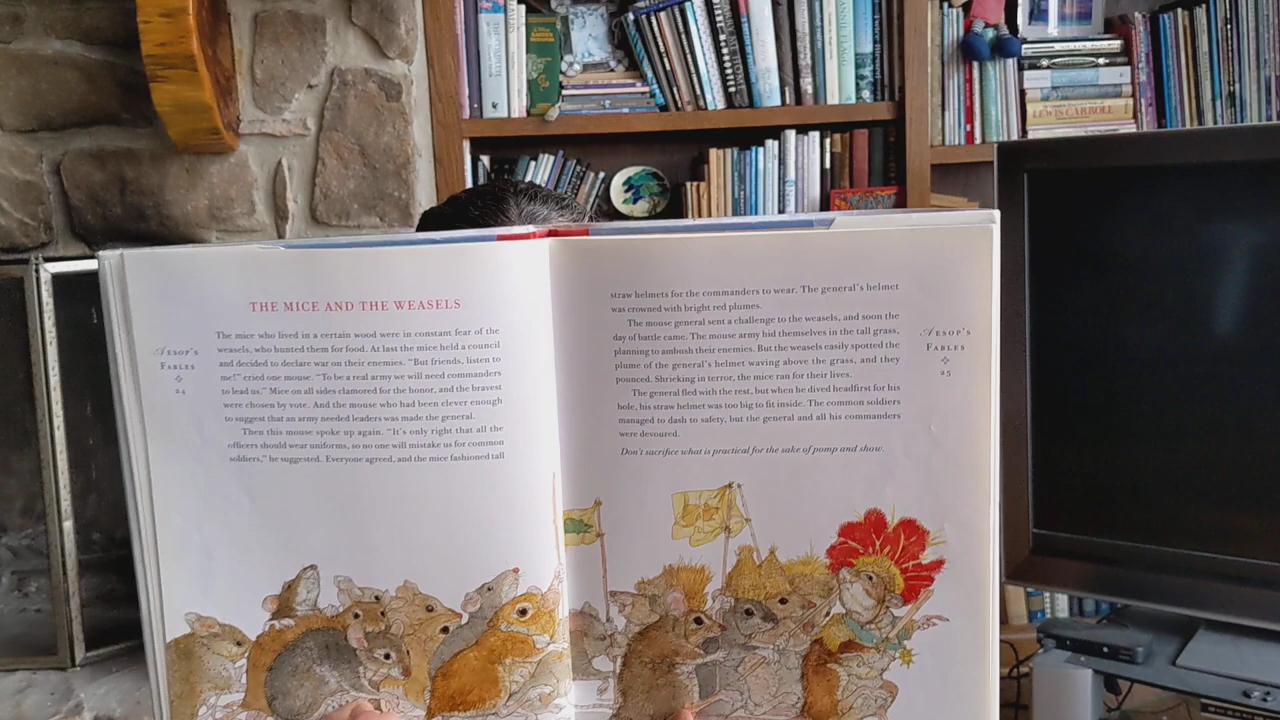 ANNIE FLAGG
LEWIS CARROLL
THE MICE AND THE WEASELS
The mice who lived in a certain wood were in constant fear of the
weasels, who hunted them for food. At last the mice held a council
and decided to declare war on their enemies. “But friends, listen to
me!” cried one mouse. “To be a real army we will need commanders
to lead us.” Mice on all sides clamored for the honor, and the bravest
were chosen by vote. And the mouse who had been clever enough
to suggest that an army needed leaders was made the general.
Then this mouse spoke up again. “It's only right that all the
officers should wear uniforms, so no one will mistake us for common
soldiers,” he suggested. Everyone agreed, and the mice fashioned tall
AESOP'S
FABLES
24
straw helmets for the commanders to wear. The general's helmet
was crowned with bright red plumes.
The mouse general sent a challenge to the weasels, and soon the
day of battle came. The mouse army hid themselves in the tall grass,
planning to ambush their enemies. But the weasels easily spotted the
plume of the general's helmet waving above the grass, and they
pounced. Shrieking in terror, the mice ran for their lives.
The general fled with the rest, but when he dived headfirst for his
hole, his straw helmet was too big to fit inside. The common soldiers
managed to dash to safety, but the general and all his commanders
were devoured.
Don't sacrifice what is practical for the sake of pomp and show.
AESOP'S
FABLES
25